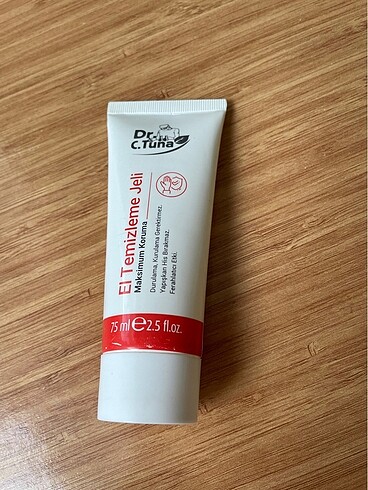 Dr.
C.Tuna
El Temizleme Jeli
Maksimum Koruma
Durulama, Kurulama Gerektirmez.
Yapışkan His Bırakmaz.
Ferahlatıcı Etki.
75 ml ℮ 2.5 fl.oz.